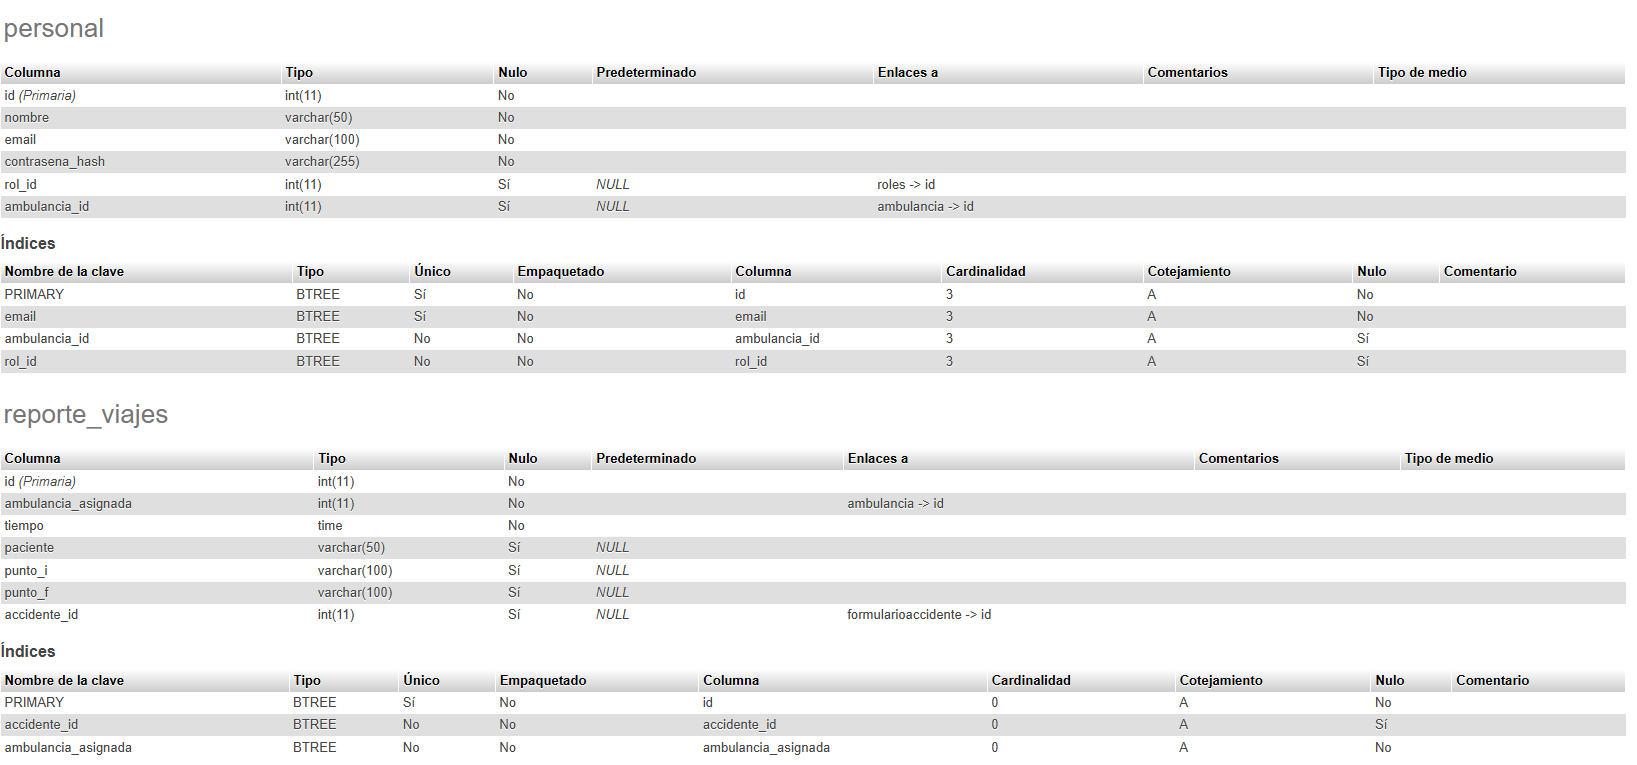 personal
Columna Tipo Nulo Predeterminado Enlaces a Comentarios Tipo de medio
id (Primaria) int(11) No
nombre varchar(50) No
email varchar(100) No
contrasena_hash varchar(255) No
rol_id int(11) Sí NULL roles -> id
ambulancia_id int(11) Sí NULL ambulancia -> id
Índices
Nombre de la clave Tipo Único Empaquetado Columna Cardinalidad Cotejamiento Nulo Comentario
PRIMARY BTREE Sí No id 3 A No
email BTREE Sí No email 3 A No
ambulancia_id BTREE No No ambulancia_id 3 A Sí
rol_id BTREE No No rol_id 3 A Sí
reporte_viajes
Columna Tipo Nulo Predeterminado Enlaces a Comentarios Tipo de medio
id (Primaria) int(11) No
ambulancia_asignada int(11) No ambulancia -> id
tiempo time No
paciente varchar(50) Sí NULL
punto_i varchar(100) Sí NULL
punto_f varchar(100) Sí NULL
accidente_id int(11) Sí NULL formularioaccidente -> id
Índices
Nombre de la clave Tipo Único Empaquetado Columna Cardinalidad Cotejamiento Nulo Comentario
PRIMARY BTREE Sí No id 0 A No
accidente_id BTREE No No accidente_id 0 A Sí
ambulancia_asignada BTREE No No ambulancia_asignada 0 A No